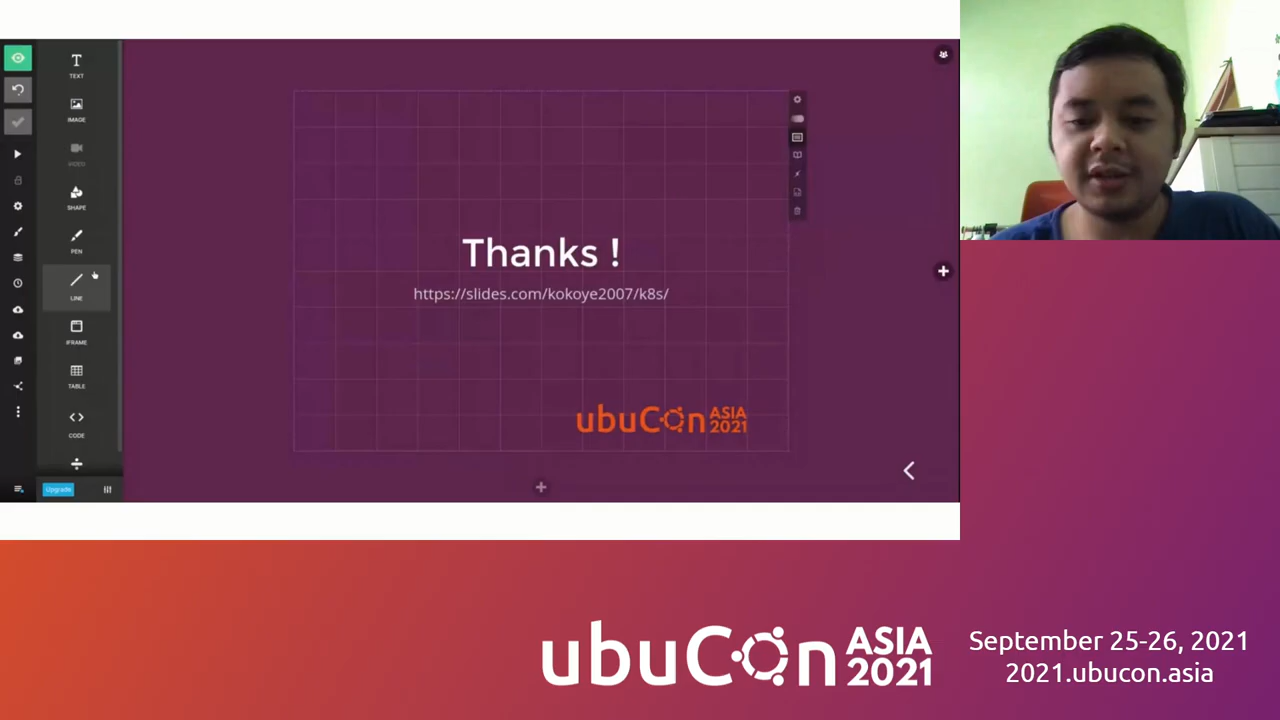 TEXT
IMAGE
VIDEO
SHAPE
PEN
LINE
IFRAME
TABLE
CODE
Upgrade
Thanks !
https://slides.com/kokoye2007/k8s/
ubuCon ASIA 2021
ubuCon ASIA 2021
September 25-26, 2021
2021.ubucon.asia